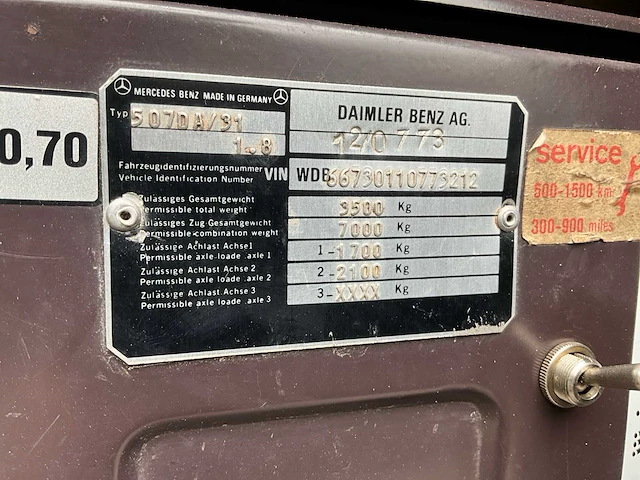 0,70
MERCEDES BENZ MADE IN GERMANY
Typ 507DA/31
1.8
DAIMLER BENZ AG.
120773
Fahrzeugidentifizierungsnummer
Vehicle Identification Number VIN WDB 66730110773212
Zulässiges Gesamtgewicht
Permissible total weight 3500 Kg
Zulässiges Zug.Gesamtgewicht
Permissible combination weight 7000 Kg
Zulässige Achlast Achse1
Permissible axle load .axle 1 1-1700 Kg
Zulässige Achlast Achse 2
Permissible axle loade .axle 2 2-2100 Kg
Zulässige Achlast.Achse 3
Permissible axle loade .axle 3 3-XXXX Kg
service
500-1500 km
300-900 miles